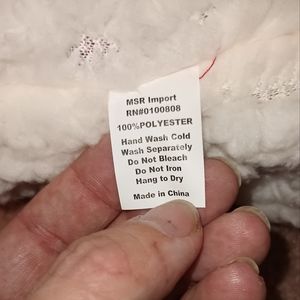 MSR Import
RN#0100808
100%POLYESTER
Hand Wash Cold
Wash Separately
Do Not Bleach
Do Not Iron
Hang to Dry
Made in China